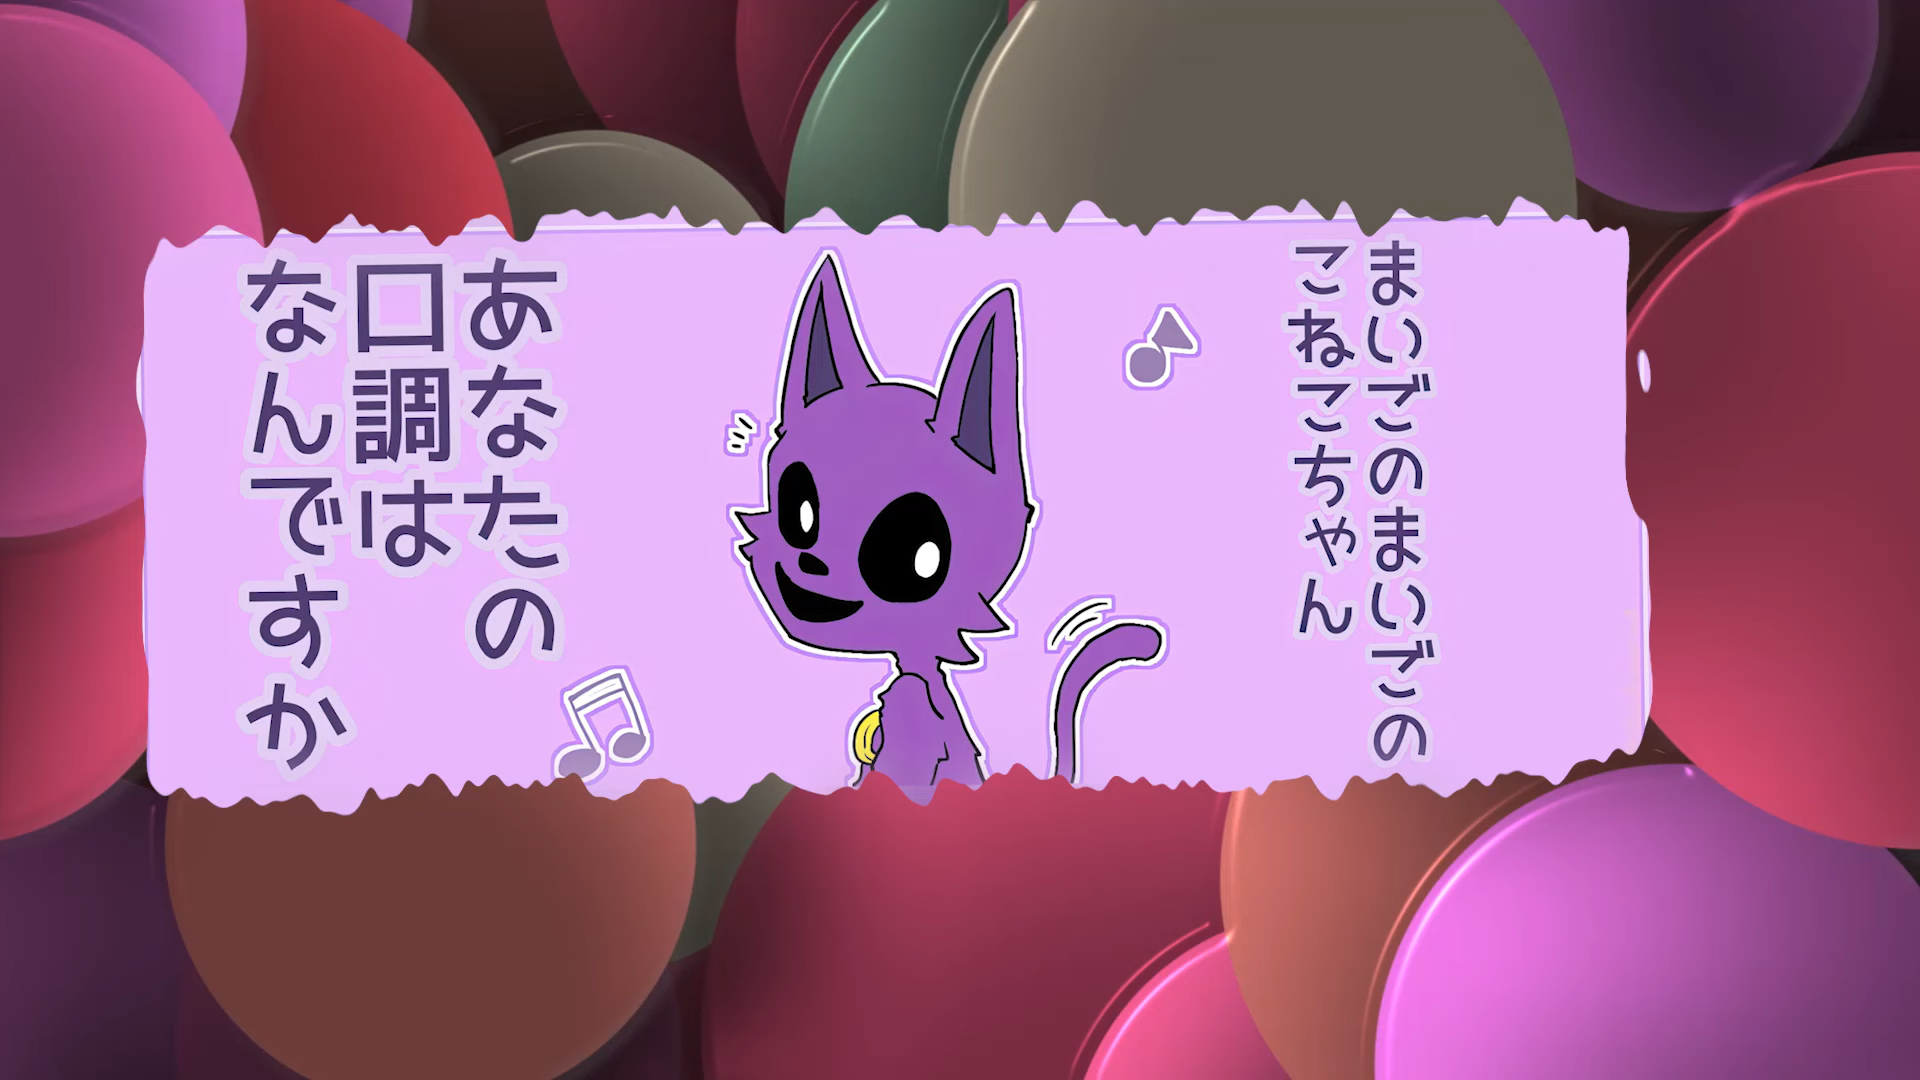 まいごのまいごの
こねこちゃん
あなたの
口調は
なんですか